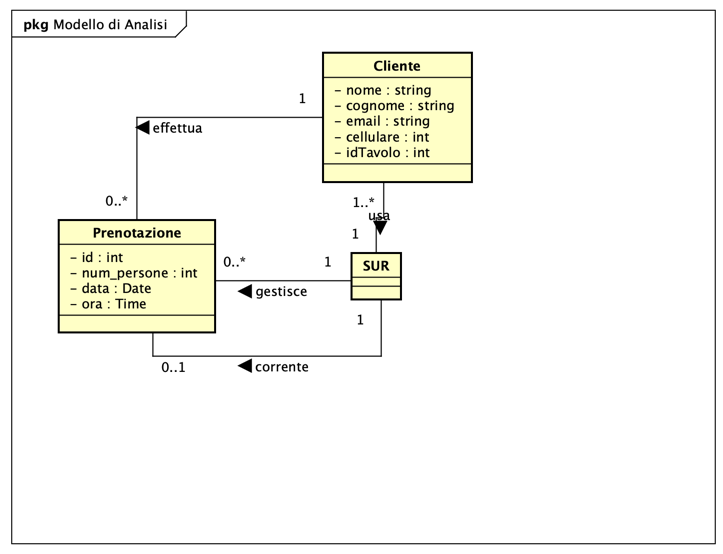 pkg Modello di Analisi
Cliente
- nome : string
- cognome : string
- email : string
- cellulare : int
- idTavolo : int
1
effettua
0..*
1..*
usa
1
Prenotazione
- id : int
- num_persone : int
- data : Date
- ora : Time
0..*
1
gestisce
SUR
1
0..1
corrente